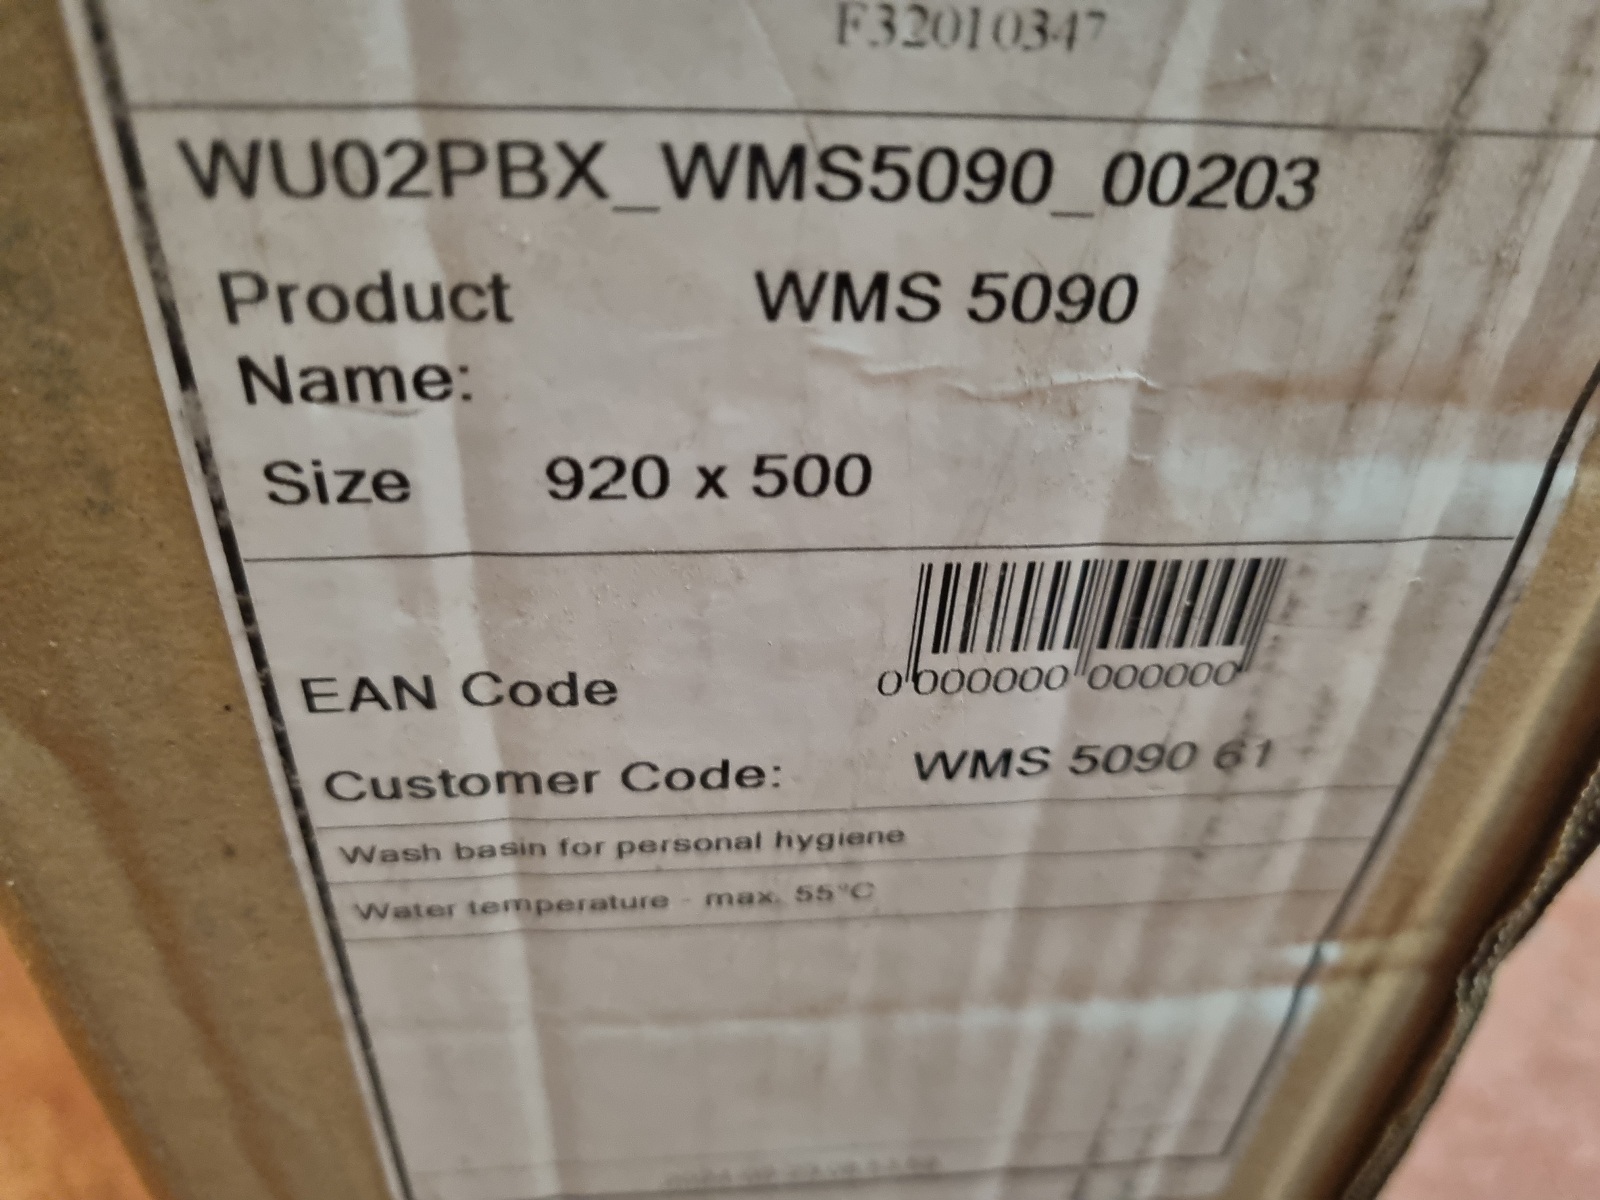 F32010347
WU02PBX_WMS5090_00203
Product Name: WMS 5090
Size 920 x 500
EAN Code 0 000000 000000
Customer Code: WMS 5090 61
Wash basin for personal hygiene
Water temperature - max. 55°C